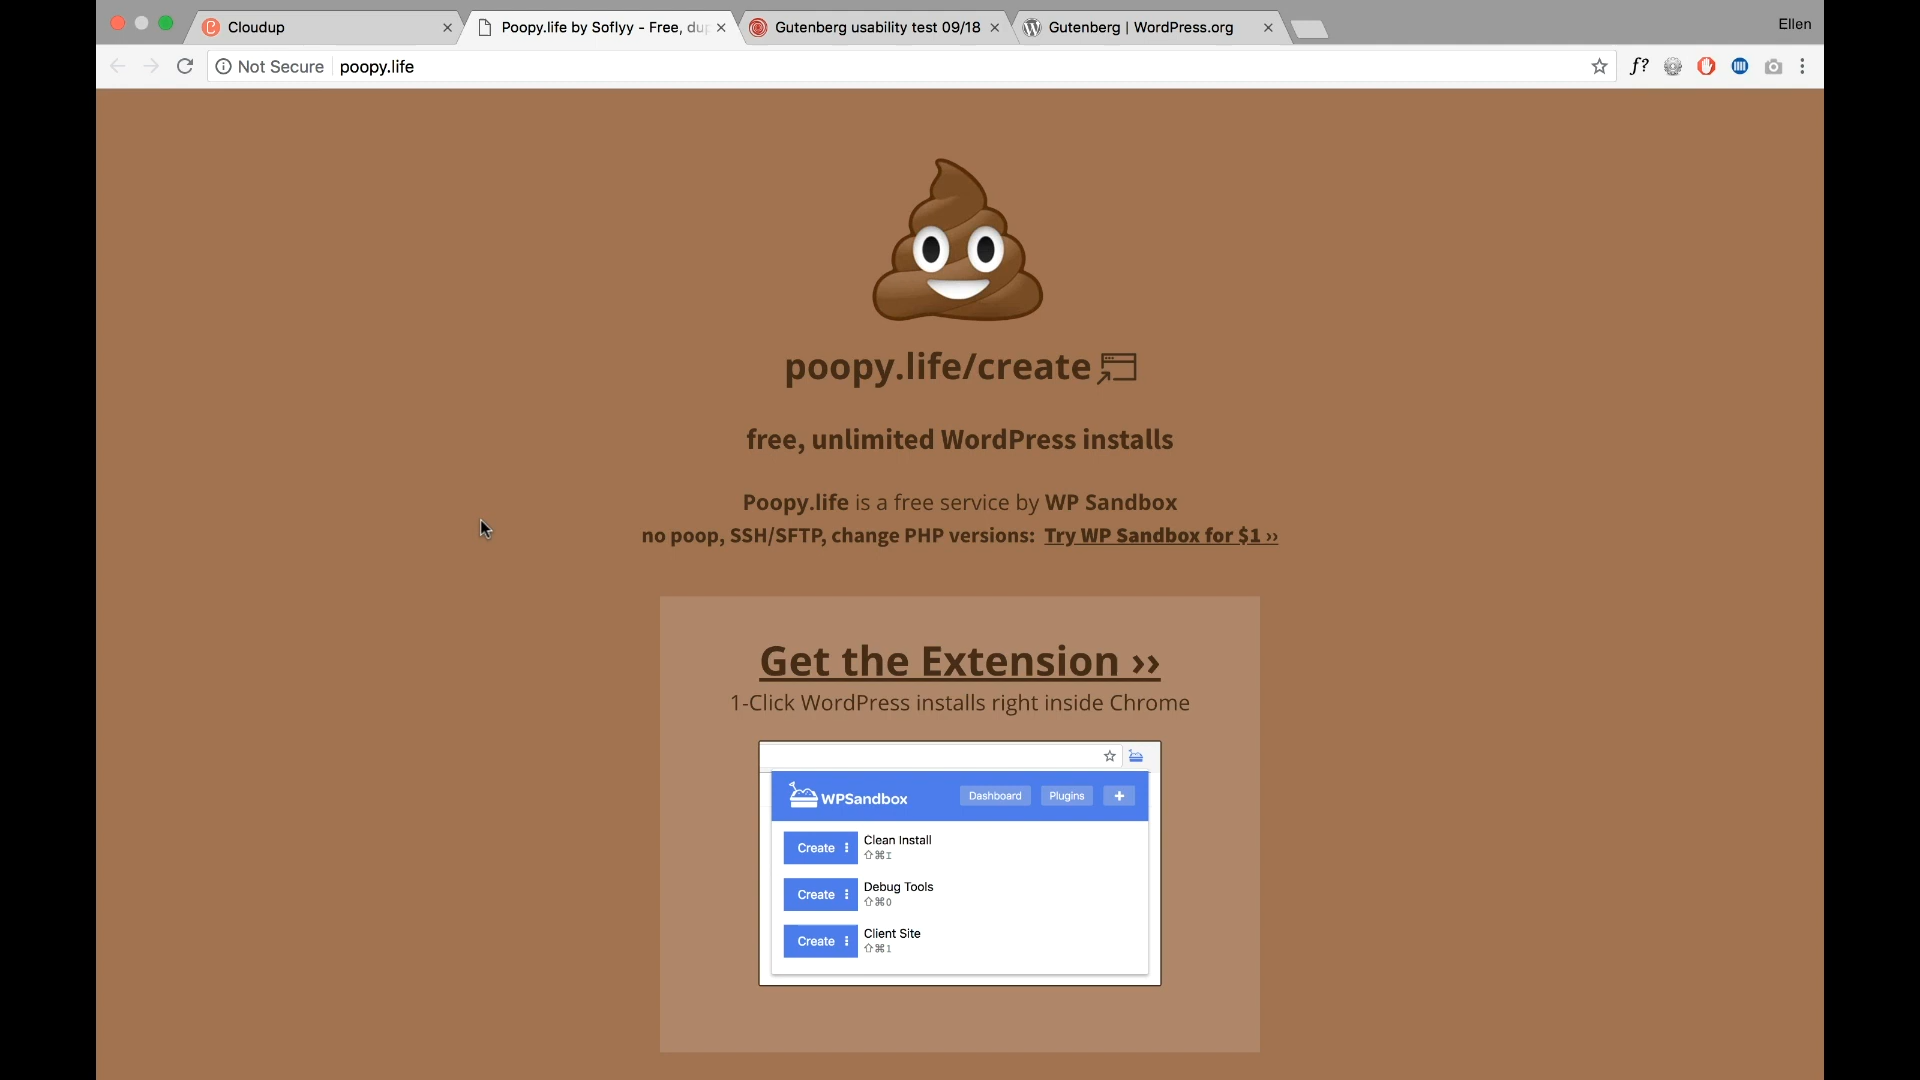 Cloudup
Poopy.life by Soflyy - Free, du
Gutenberg usability test 09/18
Gutenberg | WordPress.org
Ellen
Not Secure
poopy.life
f?
poopy.life/create
free, unlimited WordPress installs
Poopy.life is a free service by WP Sandbox
no poop, SSH/SFTP, change PHP versions: Try WP Sandbox for $1 ››
Get the Extension ››
1-Click WordPress installs right inside Chrome
WPSandbox
Dashboard
Plugins
+
Create
Clean Install
⇧⌘I
Create
Debug Tools
⇧⌘0
Create
Client Site
⇧⌘1